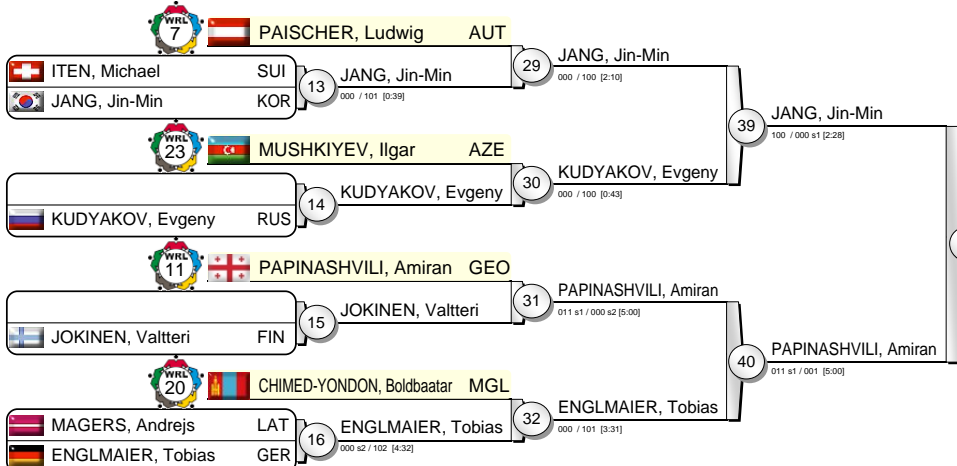 WRL
7
PAISCHER, Ludwig AUT
ITEN, Michael SUI
JANG, Jin-Min KOR
13
JANG, Jin-Min
000 / 101 [0:39]
29
JANG, Jin-Min
000 / 100 [2:10]
WRL
23
MUSHKIYEV, Ilgar AZE
KUDYAKOV, Evgeny RUS
14
KUDYAKOV, Evgeny
30
KUDYAKOV, Evgeny
000 / 100 [0:43]
39
JANG, Jin-Min
100 / 000 s1 [2:28]
WRL
11
PAPINASHVILI, Amiran GEO
JOKINEN, Valtteri FIN
15
JOKINEN, Valtteri
31
PAPINASHVILI, Amiran
011 s1 / 000 s2 [5:00]
WRL
20
CHIMED-YONDON, Boldbaatar MGL
MAGERS, Andrejs LAT
ENGLMAIER, Tobias GER
16
ENGLMAIER, Tobias
000 s2 / 102 [4:32]
32
ENGLMAIER, Tobias
000 / 101 [3:31]
40
PAPINASHVILI, Amiran
011 s1 / 001 [5:00]